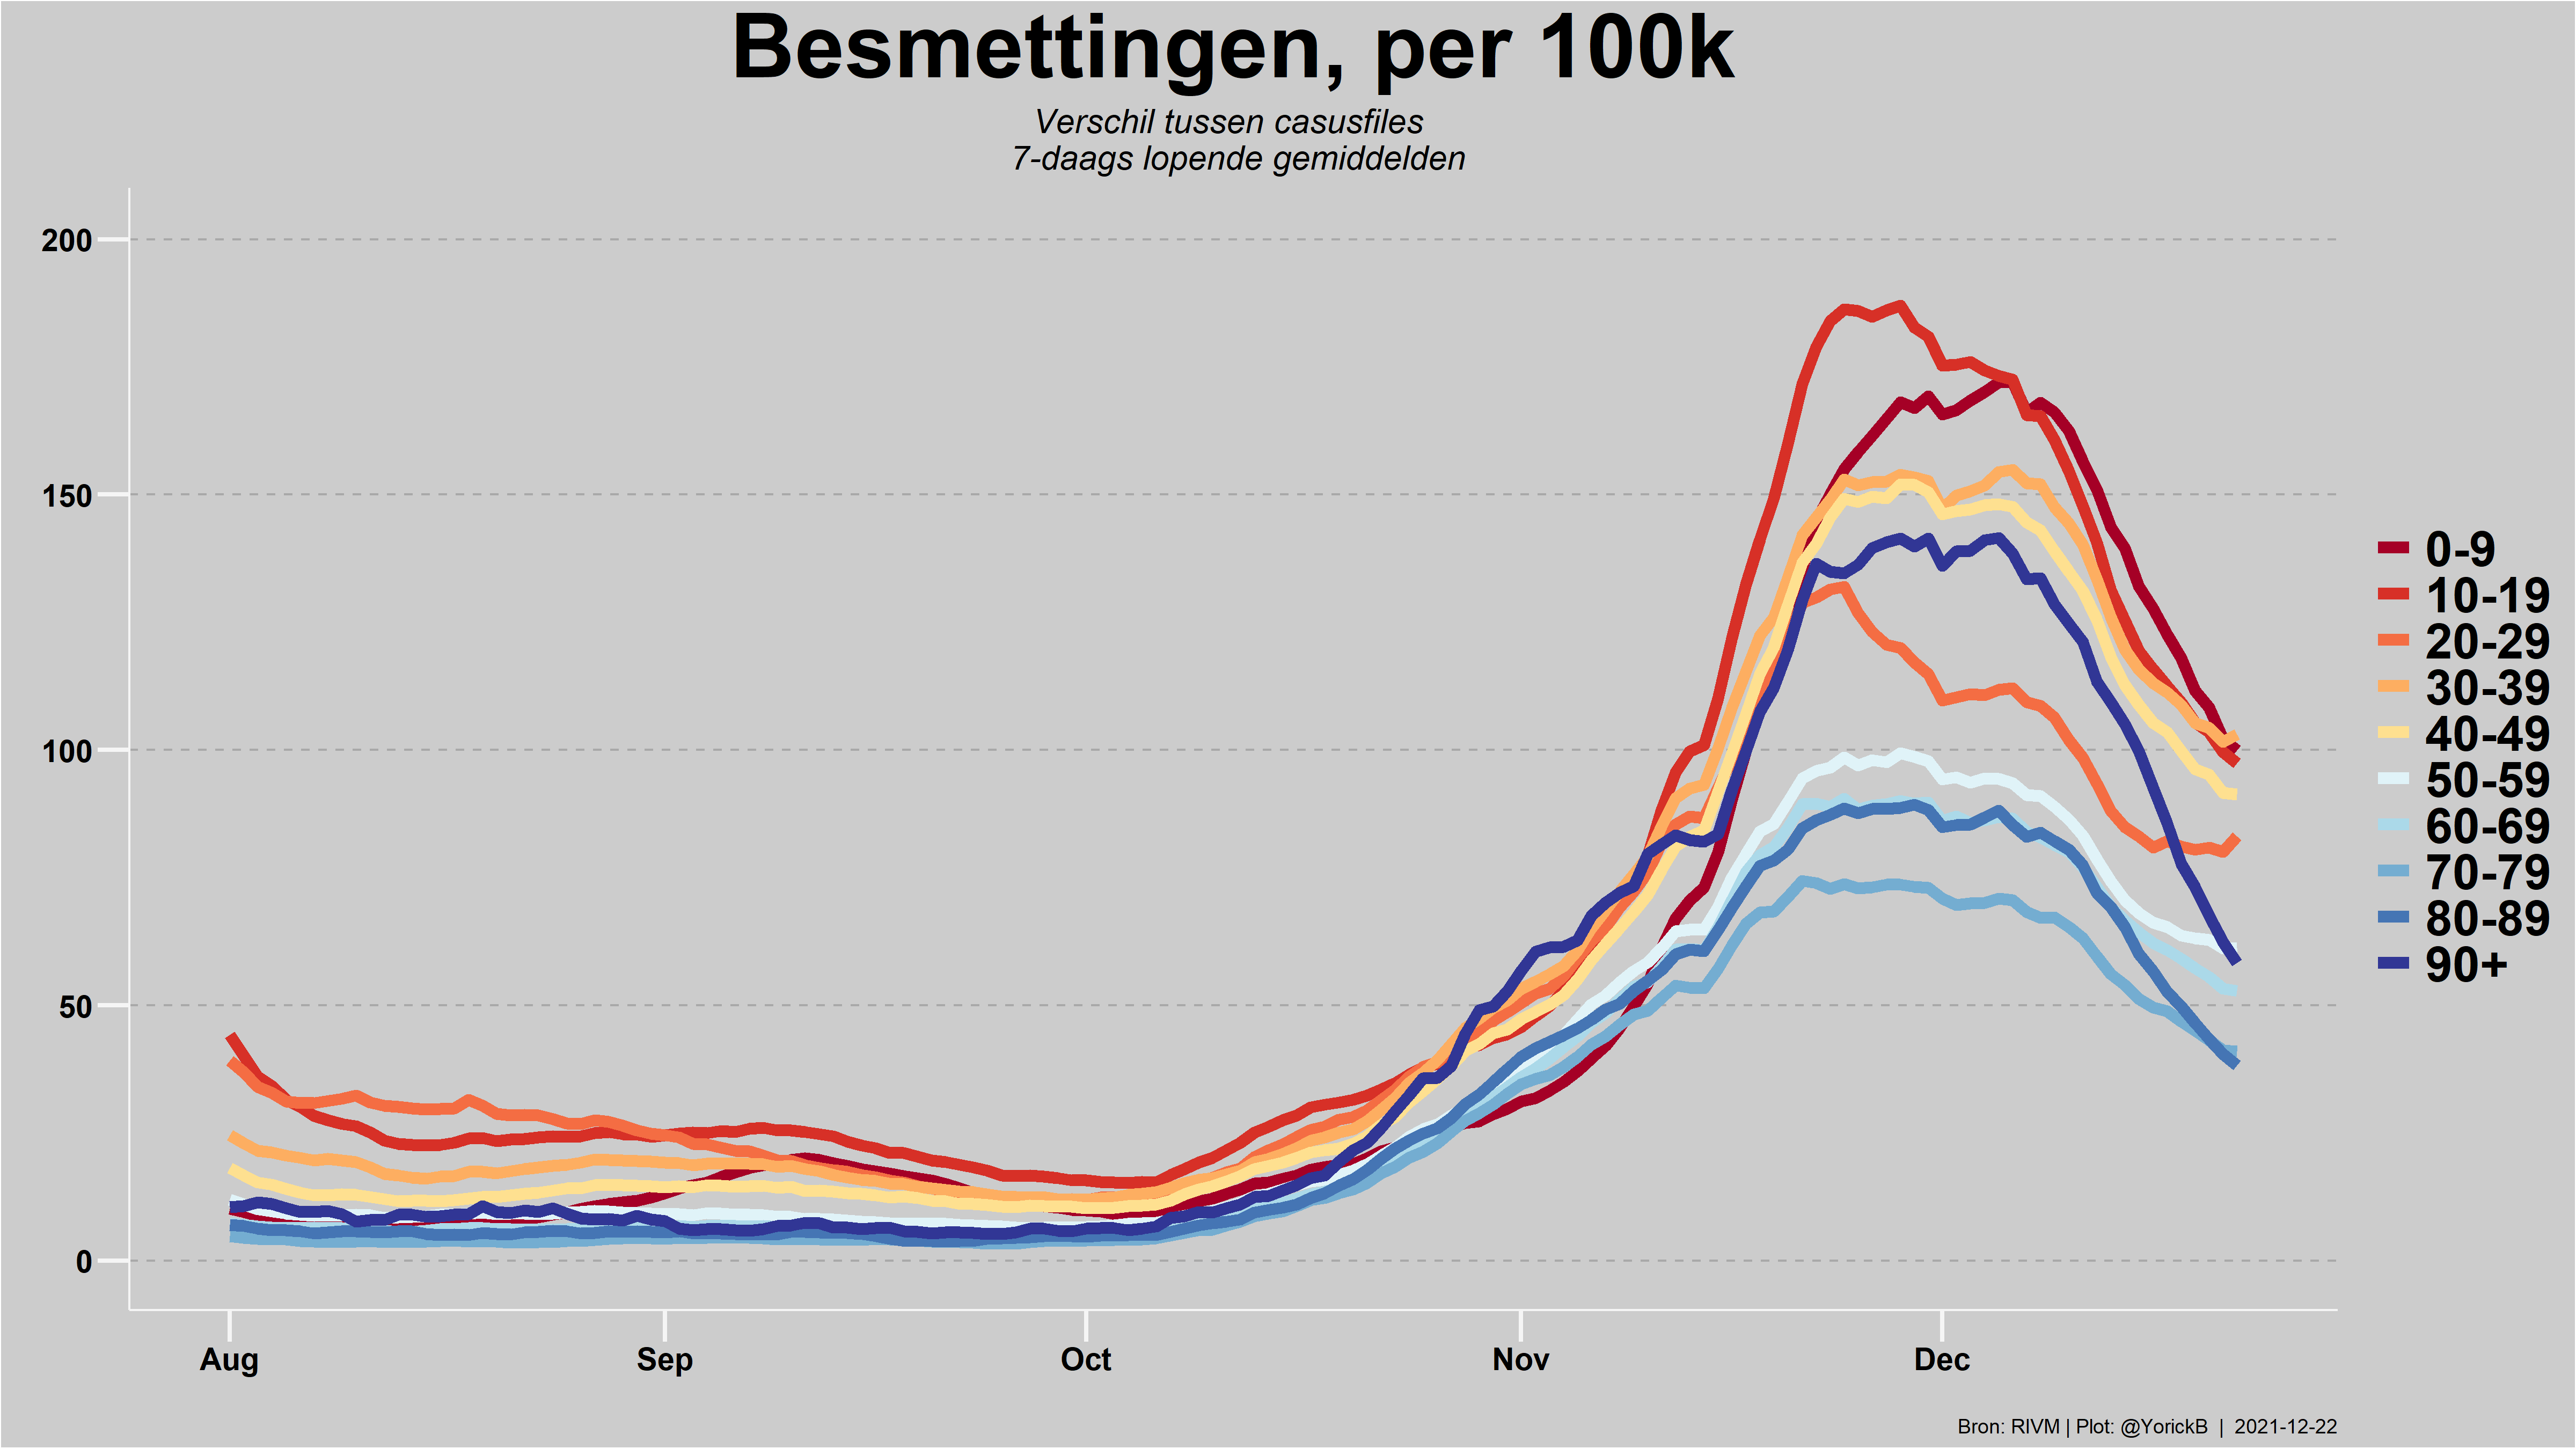 Besmettingen, per 100k
Verschil tussen casusfiles
7-daags lopende gemiddelden
200
150
100
50
0
Aug
Sep
Oct
Nov
Dec
0-9
10-19
20-29
30-39
40-49
50-59
60-69
70-79
80-89
90+
Bron: RIVM | Plot: @YorickB | 2021-12-22